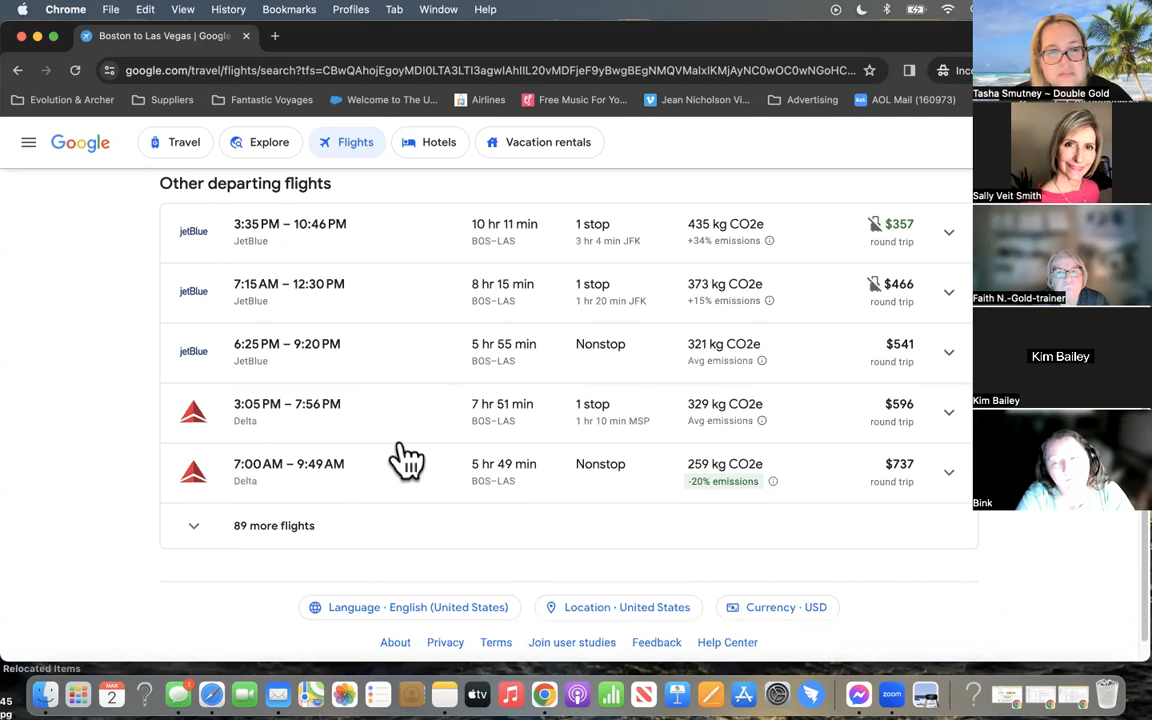 Chrome File Edit View History Bookmarks Profiles Tab Window Help
Boston to Las Vegas | Google
google.com/travel/flights/search?tfs=
Inc
Evolution & Archer Suppliers Fantastic Voyages Welcome to The U... Airlines Free Music For Yo... Jean Nicholson Vi... Advertising AOL Mail (160973)
Google Travel Explore Flights Hotels Vacation rentals
Other departing flights
jetBlue 3:35 PM – 10:46 PM 10 hr 11 min 1 stop 435 kg CO2e $357
JetBlue BOS–LAS 3 hr 4 min JFK +34% emissions round trip
jetBlue 7:15 AM – 12:30 PM 8 hr 15 min 1 stop 373 kg CO2e $466
JetBlue BOS–LAS 1 hr 20 min JFK +15% emissions round trip
jetBlue 6:25 PM – 9:20 PM 5 hr 55 min Nonstop 321 kg CO2e $541
JetBlue BOS–LAS Avg emissions round trip
3:05 PM – 7:56 PM 7 hr 51 min 1 stop 329 kg CO2e $596
Delta BOS–LAS 1 hr 10 min MSP Avg emissions round trip
7:00 AM – 9:49 AM 5 hr 49 min Nonstop 259 kg CO2e $737
Delta BOS–LAS -20% emissions round trip
89 more flights
Language · English (United States) Location · United States Currency · USD
About Privacy Terms Join user studies Feedback Help Center
Tasha Smutney ~ Double Gold
Sally Veit Smith
Faith N.-Gold-trainer
Kim Bailey
Kim Bailey
Bink
Relocated Items
45
pg
MAR
2
1
tv
zoom